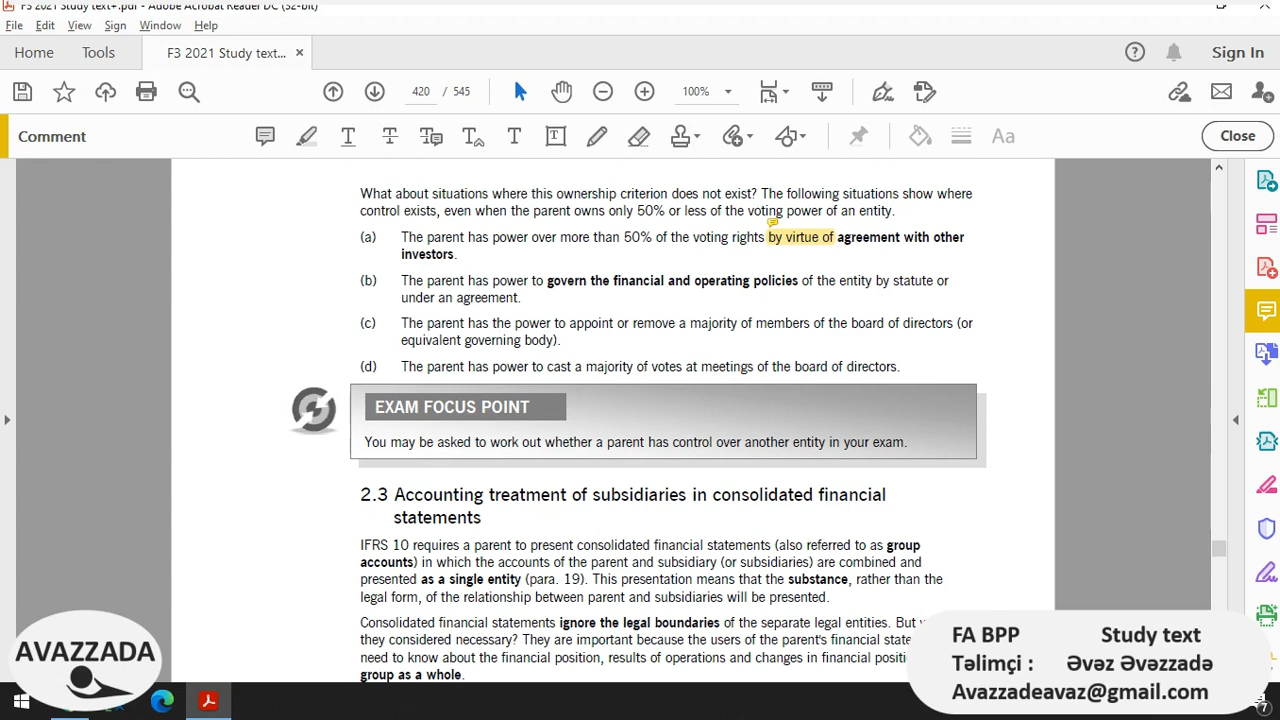 F3 2021 Study text+.pdf - Adobe Acrobat Reader DC (32-bit)
File Edit View Sign Window Help
Home Tools F3 2021 Study text... × Sign In
420 / 545 100%
Comment Close
What about situations where this ownership criterion does not exist? The following situations show where
control exists, even when the parent owns only 50% or less of the voting power of an entity.
(a) The parent has power over more than 50% of the voting rights by virtue of agreement with other
investors.
(b) The parent has power to govern the financial and operating policies of the entity by statute or
under an agreement.
(c) The parent has the power to appoint or remove a majority of members of the board of directors (or
equivalent governing body).
(d) The parent has power to cast a majority of votes at meetings of the board of directors.
EXAM FOCUS POINT
You may be asked to work out whether a parent has control over another entity in your exam.
2.3 Accounting treatment of subsidiaries in consolidated financial
statements
IFRS 10 requires a parent to present consolidated financial statements (also referred to as group
accounts) in which the accounts of the parent and subsidiary (or subsidiaries) are combined and
presented as a single entity (para. 19). This presentation means that the substance, rather than the
legal form, of the relationship between parent and subsidiaries will be presented.
Consolidated financial statements ignore the legal boundaries of the separate legal entities. But
they considered necessary? They are important because the users of the parent's financial
need to know about the financial position, results of operations and changes in financial
group as a whole.
AVAZZADA
FA BPP Study text
Təlimçi : Əvəz Əvəzzadə
Avazzadeavaz@gmail.com